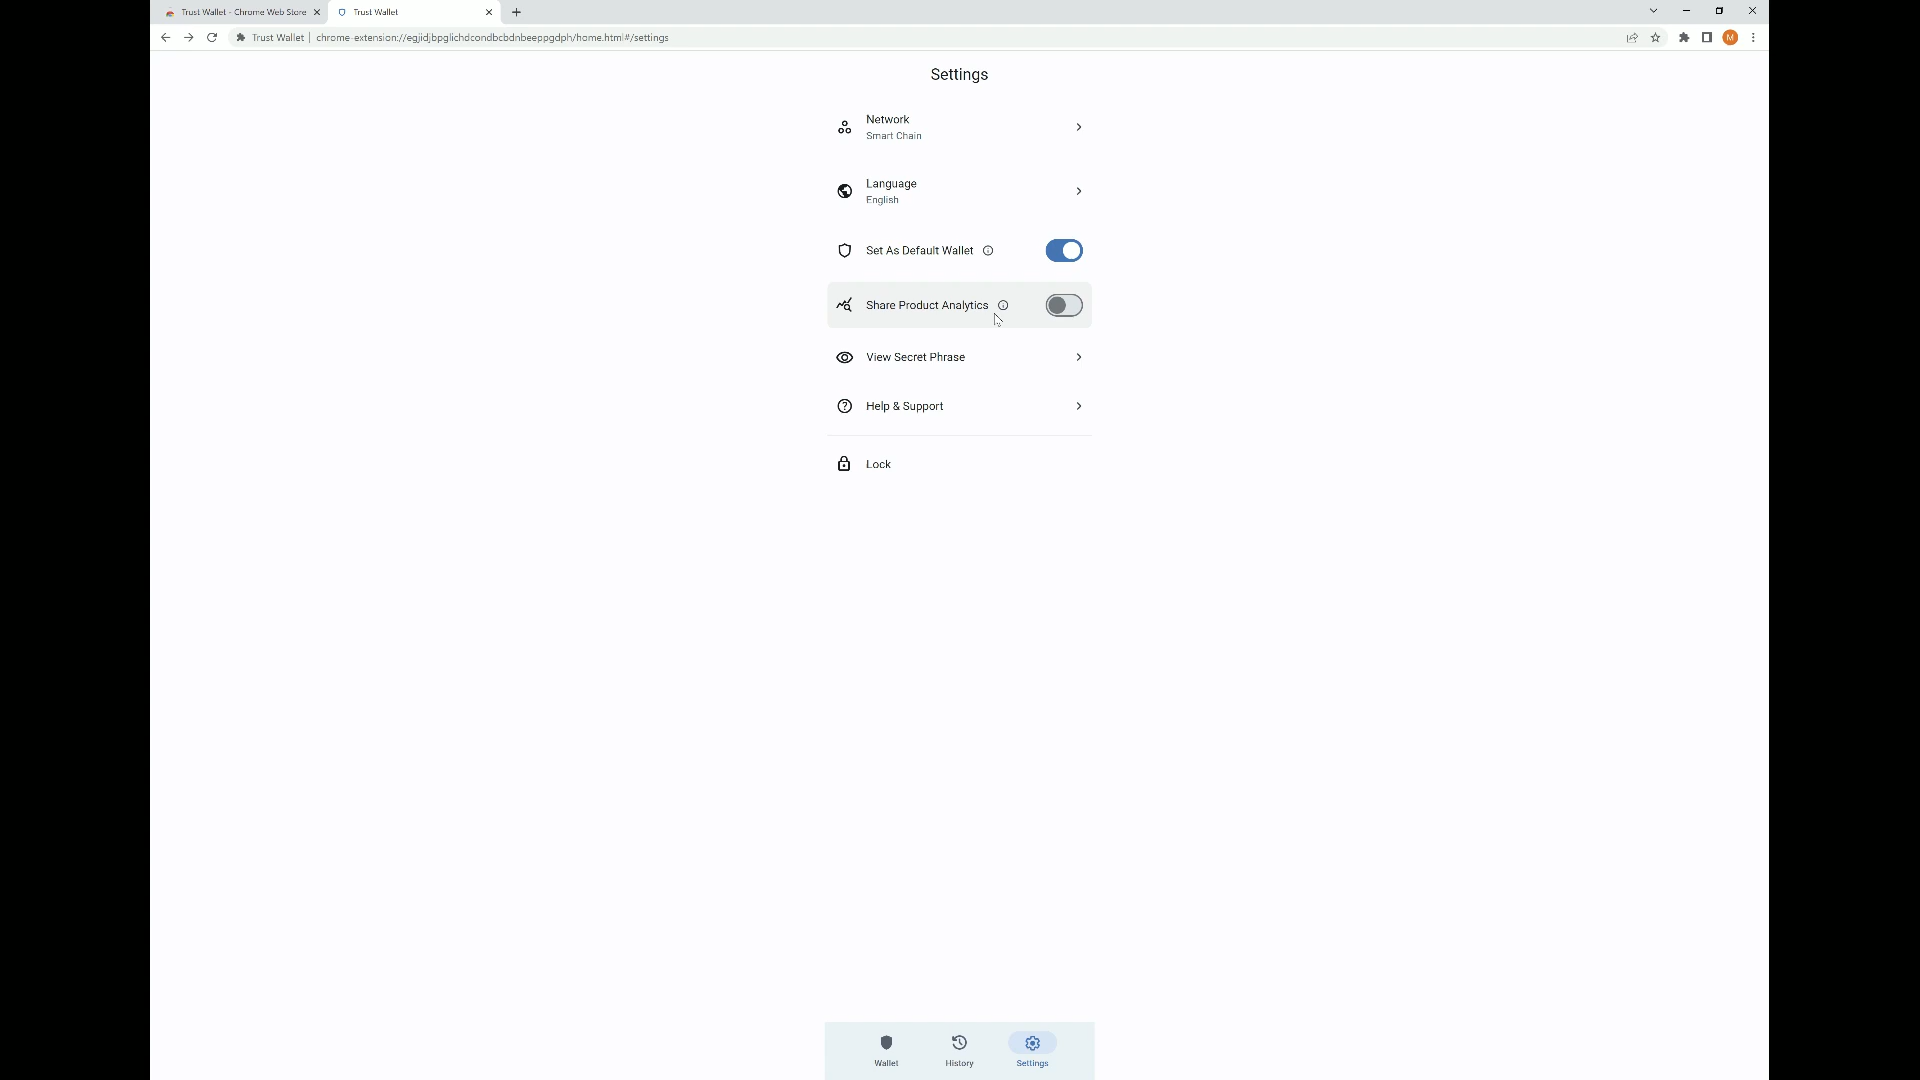 Trust Wallet - Chrome Web Store
Trust Wallet
Trust Wallet | chrome-extension://egjidjbpglichdcondbcbdnbeeppgdph/home.html#/settings
M
Settings
Network
Smart Chain
Language
English
Set As Default Wallet
Share Product Analytics
View Secret Phrase
Help & Support
Lock
Wallet
History
Settings